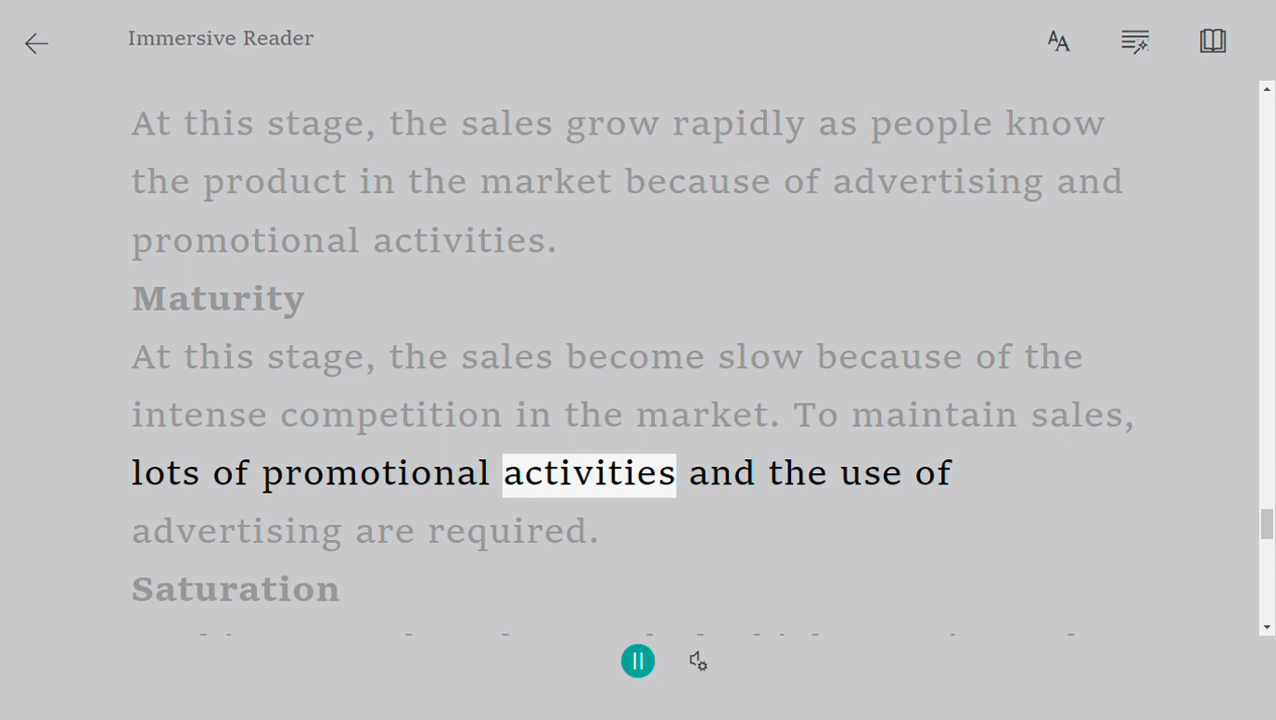 Immersive Reader
At this stage, the sales grow rapidly as people know
the product in the market because of advertising and
promotional activities.
Maturity
At this stage, the sales become slow because of the
intense competition in the market. To maintain sales,
lots of promotional activities and the use of
advertising are required.
Saturation